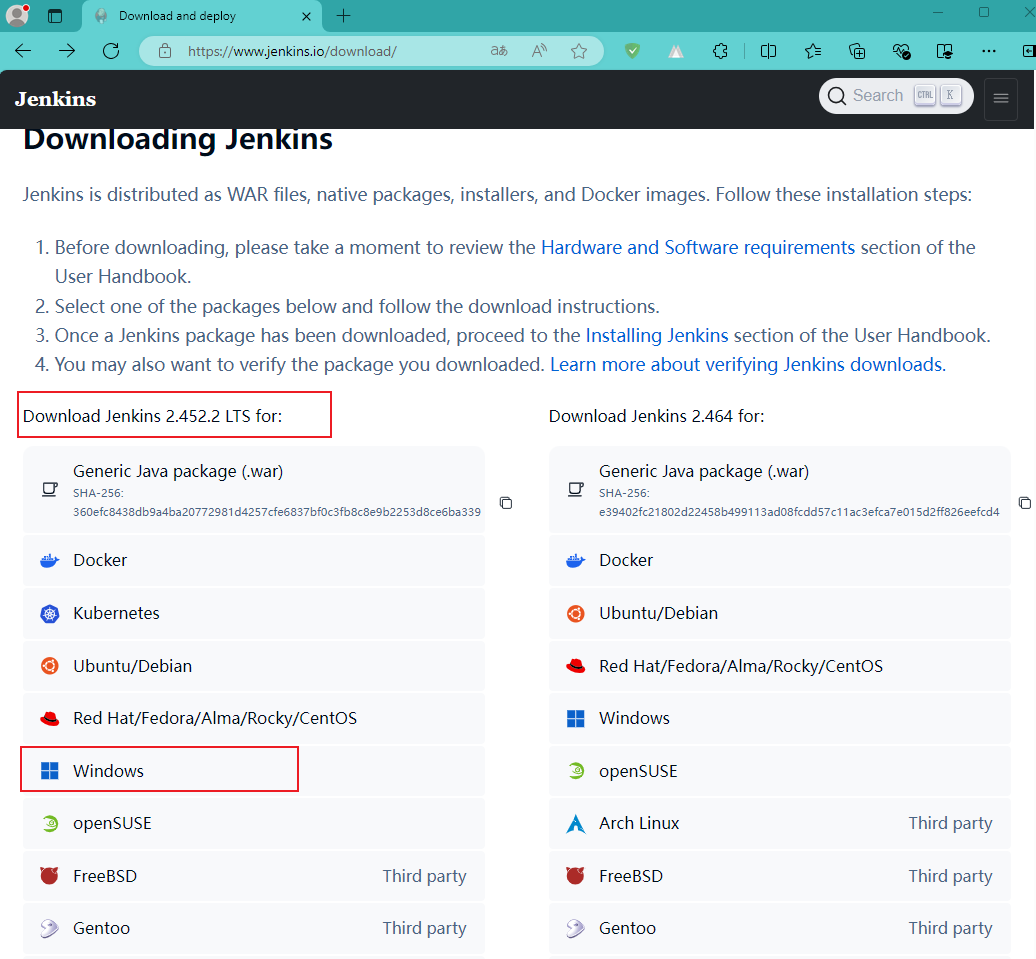 Download and deploy
https://www.jenkins.io/download/
Jenkins
Search CTRL K
Downloading Jenkins
Jenkins is distributed as WAR files, native packages, installers, and Docker images. Follow these installation steps:
1. Before downloading, please take a moment to review the Hardware and Software requirements section of the
User Handbook.
2. Select one of the packages below and follow the download instructions.
3. Once a Jenkins package has been downloaded, proceed to the Installing Jenkins section of the User Handbook.
4. You may also want to verify the package you downloaded. Learn more about verifying Jenkins downloads.
Download Jenkins 2.452.2 LTS for:
Generic Java package (.war)
SHA-256:
360efc8438db9a4ba20772981d4257cfe6837bf0c3fb8c8e9b2253d8ce6ba339
Docker
Kubernetes
Ubuntu/Debian
Red Hat/Fedora/Alma/Rocky/CentOS
Windows
openSUSE
FreeBSD Third party
Gentoo Third party
Download Jenkins 2.464 for:
Generic Java package (.war)
SHA-256:
e39402fc21802d22458b499113ad08fcdd57c11ac3efca7e015d2ff826eefcd4
Docker
Ubuntu/Debian
Red Hat/Fedora/Alma/Rocky/CentOS
Windows
openSUSE
Arch Linux Third party
FreeBSD Third party
Gentoo Third party